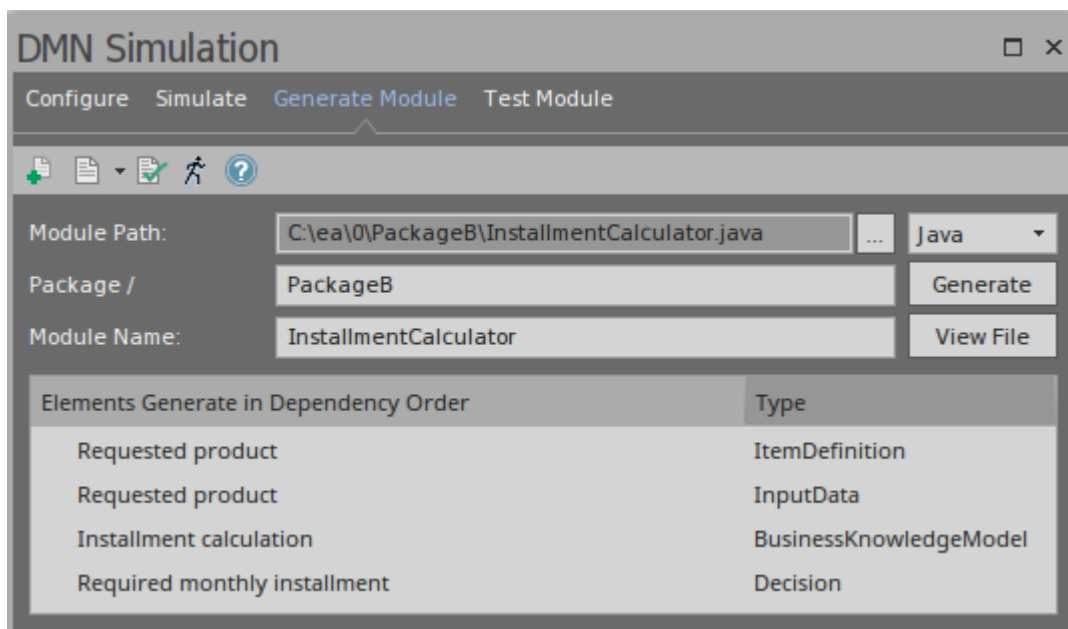 DMN Simulation
Configure Simulate Generate Module Test Module
Module Path: C:\ea\0\PackageB\InstallmentCalculator.java ... Java
Package / PackageB Generate
Module Name: InstallmentCalculator View File
Elements Generate in Dependency Order Type
Requested product ItemDefinition
Requested product InputData
Installment calculation BusinessKnowledgeModel
Required monthly installment Decision